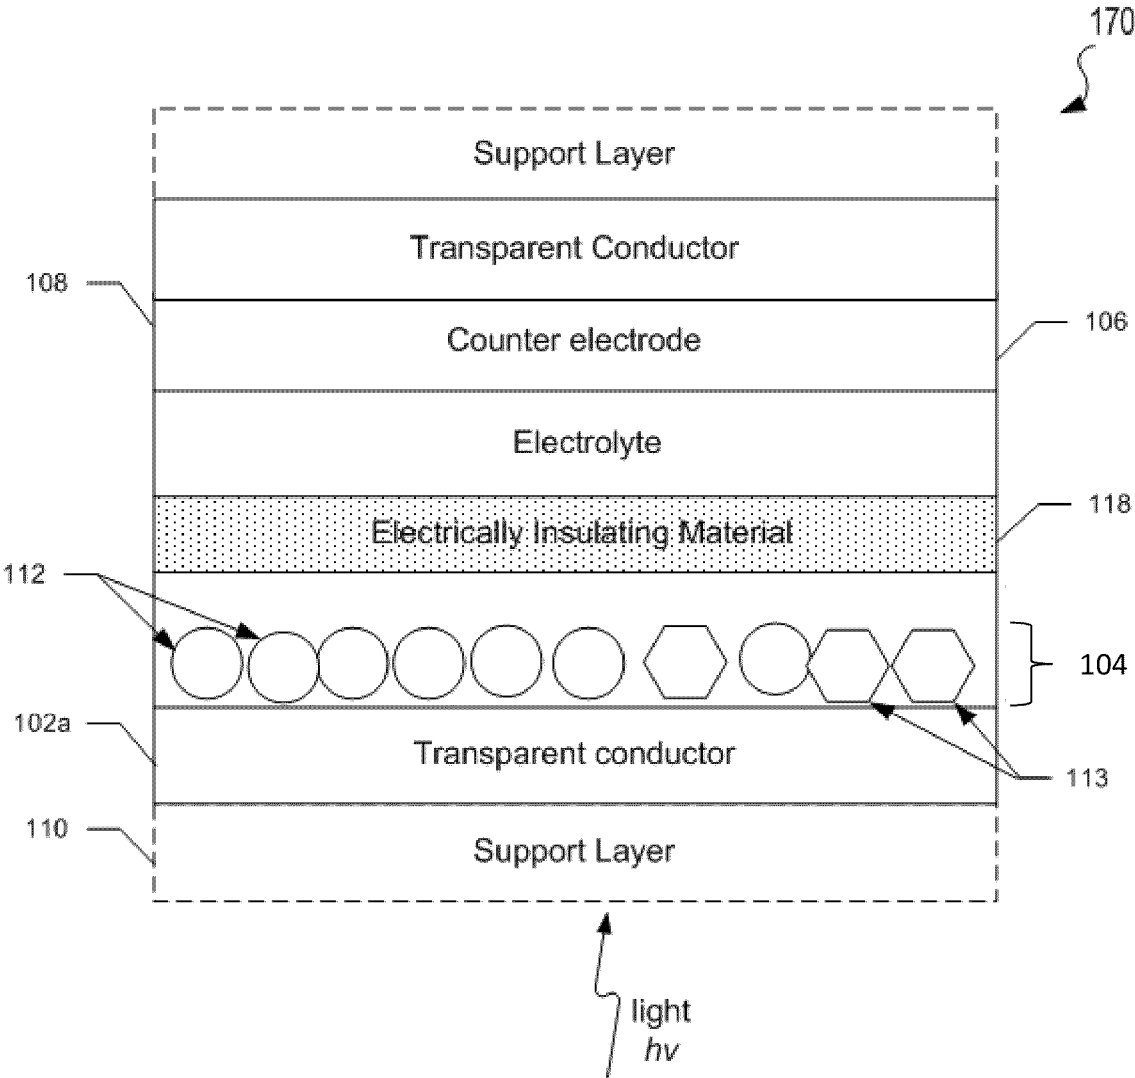 170
Support Layer
Transparent Conductor
108
Counter electrode
106
Electrolyte
118
Electrically Insulating Material
112
104
102a
Transparent conductor
113
110
Support Layer
light
hv